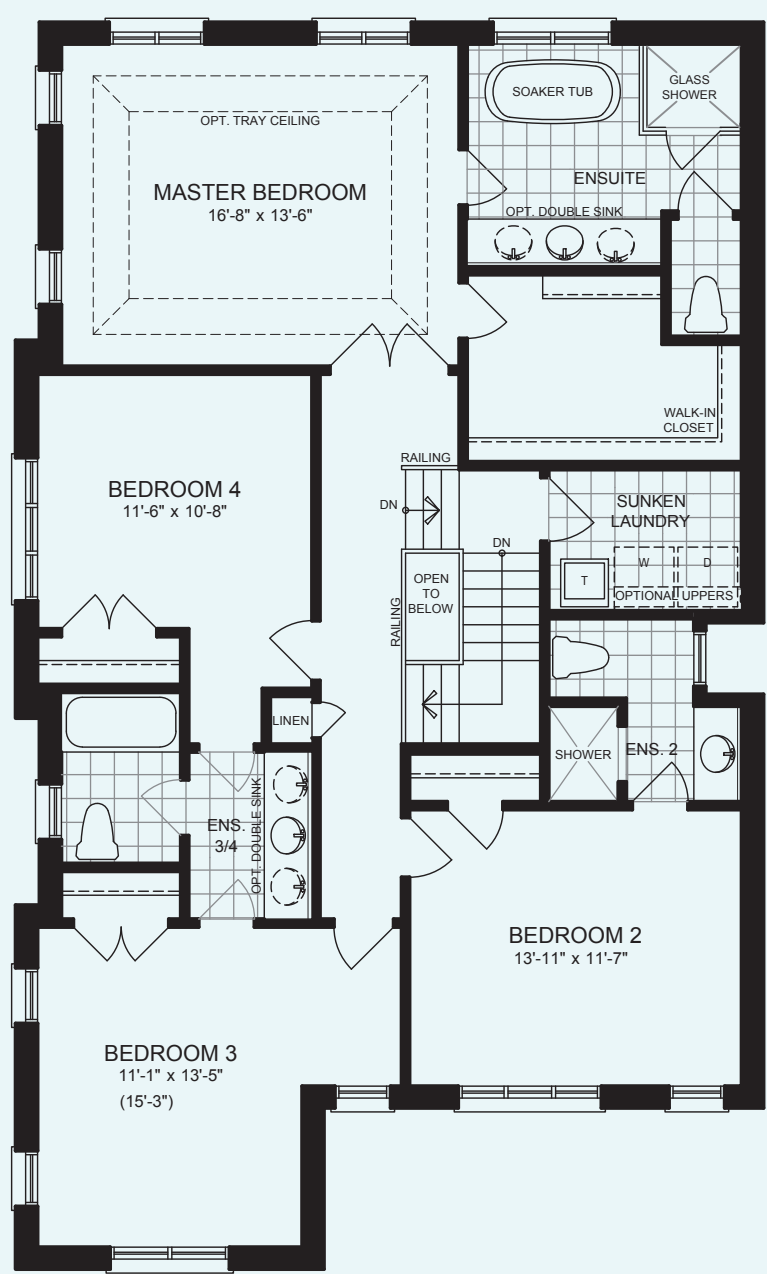 SOAKER TUB
GLASS
SHOWER
OPT. TRAY CEILING
MASTER BEDROOM
16'-8" x 13'-6"
ENSUITE
OPT. DOUBLE SINK
WALK-IN
CLOSET
RAILING
DN
BEDROOM 4
11'-6" x 10'-8"
SUNKEN
LAUNDRY
DN
W
D
T
OPTIONAL UPPERS
OPEN
TO
BELOW
RAILING
LINEN
SHOWER
ENS. 2
OPT. DOUBLE SINK
ENS.
3/4
BEDROOM 2
13'-11" x 11'-7"
BEDROOM 3
11'-1" x 13'-5"
(15'-3")